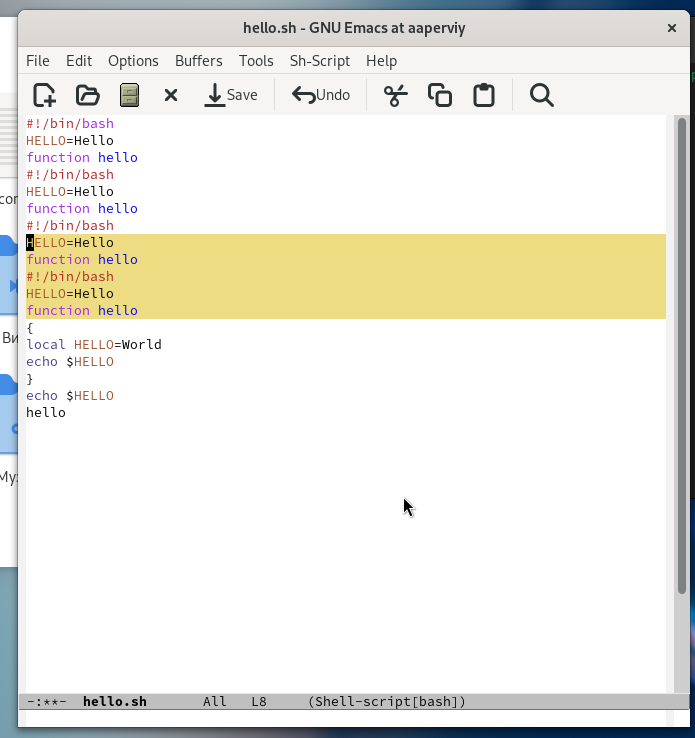 hello.sh - GNU Emacs at aaperviy
File Edit Options Buffers Tools Sh-Script Help
Save Undo
#!/bin/bash
HELLO=Hello
function hello
#!/bin/bash
HELLO=Hello
function hello
#!/bin/bash
HELLO=Hello
function hello
#!/bin/bash
HELLO=Hello
function hello
{
local HELLO=World
echo $HELLO
}
echo $HELLO
hello
-:**- hello.sh All L8 (Shell-script[bash])